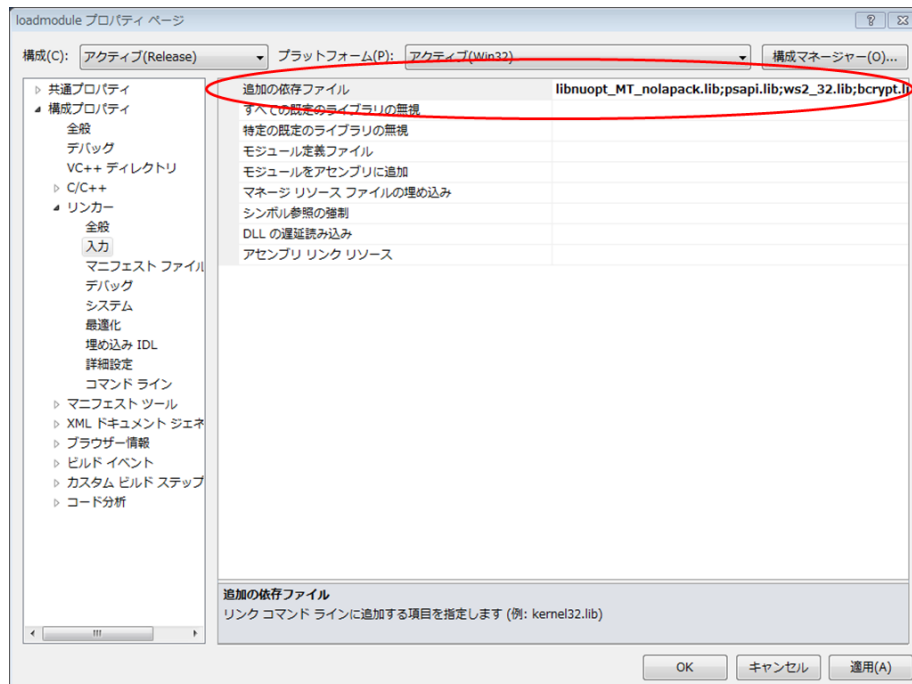 loadmodule プロパティ ページ
構成(C): アクティブ(Release) プラットフォーム(P): アクティブ(Win32) 構成マネージャー(O)...
共通プロパティ
構成プロパティ
全般
デバッグ
VC++ ディレクトリ
C/C++
リンカー
全般
入力
マニフェスト ファイル
デバッグ
システム
最適化
埋め込み IDL
詳細設定
コマンド ライン
マニフェスト ツール
XML ドキュメント ジェネ
ブラウザー情報
ビルド イベント
カスタム ビルド ステップ
コード分析
追加の依存ファイル libnuopt_MT_nolapack.lib;psapi.lib;ws2_32.lib;bcrypt.li
すべての既定のライブラリの無視
特定の既定のライブラリの無視
モジュール定義ファイル
モジュールをアセンブリに追加
マネージ リソース ファイルの埋め込み
シンボル参照の強制
DLL の遅延読み込み
アセンブリ リンク リソース
追加の依存ファイル
リンク コマンド ラインに追加する項目を指定します (例: kernel32.lib)
OK キャンセル 適用(A)